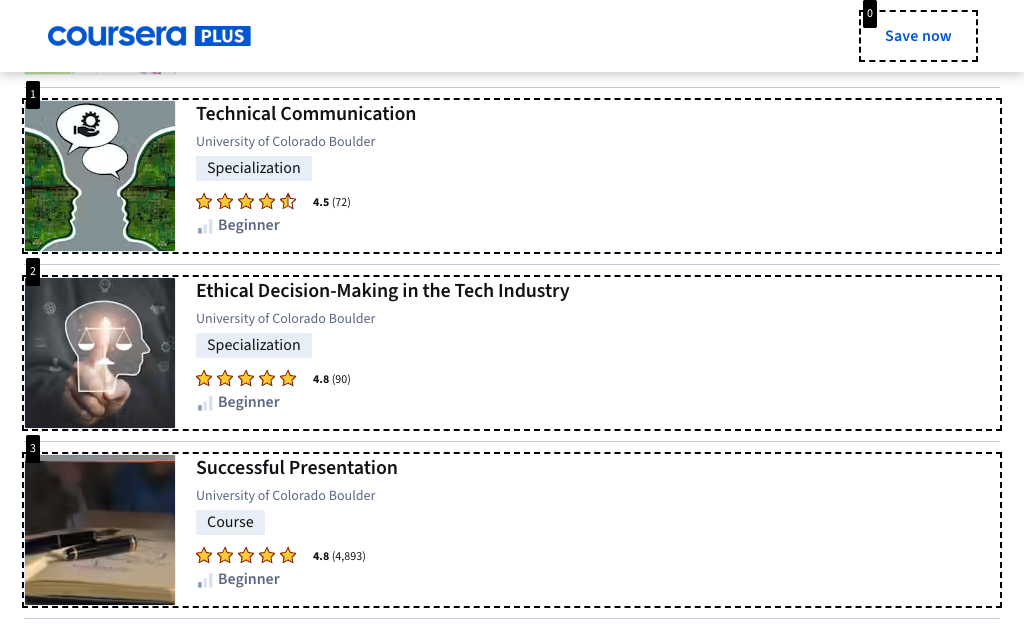 coursera PLUS
0
Save now
1
Technical Communication
University of Colorado Boulder
Specialization
4.5 (72)
Beginner
2
Ethical Decision-Making in the Tech Industry
University of Colorado Boulder
Specialization
4.8 (90)
Beginner
3
Successful Presentation
University of Colorado Boulder
Course
4.8 (4,893)
Beginner